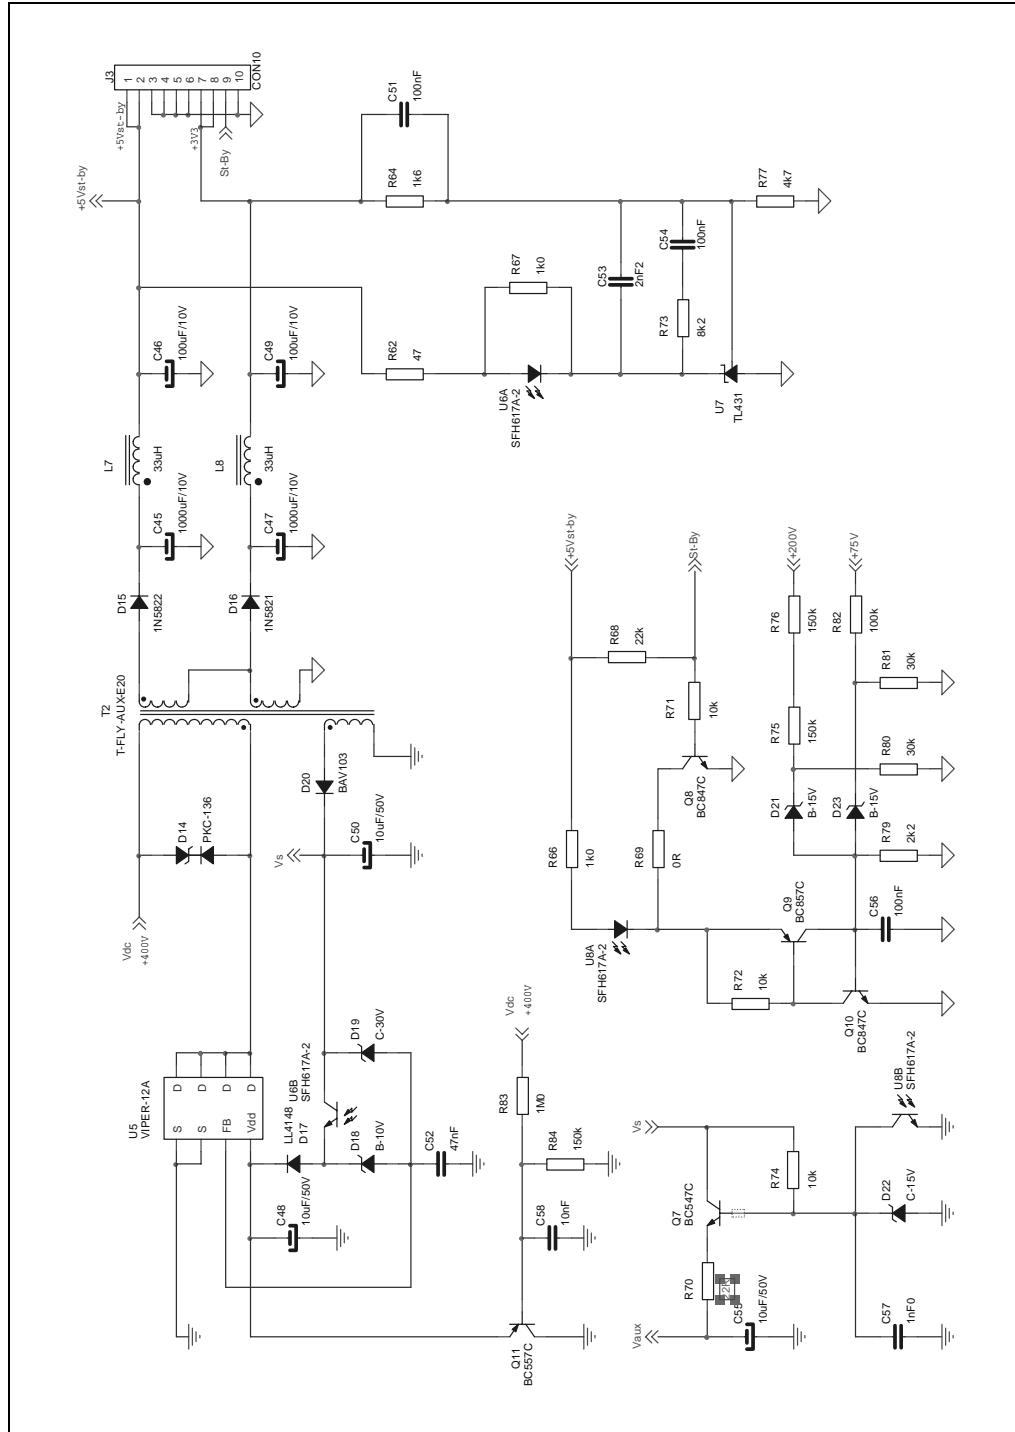 J3
CON10
1
2
3
4
5
6
7
8
9
10
+5Vst-by
+3V3
St-By
+5Vst-by
C51
100nF
R64
1k6
R77
4k7
C54
100nF
C53
2nF2
R67
1k0
R73
8k2
R62
47
U6A
SFH617A-2
U7
TL431
C46
100uF/10V
C49
100uF/10V
L7
33uH
L8
33uH
C45
1000uF/10V
C47
1000uF/10V
D15
1N5822
D16
1N5821
T2
T-FLY-AUX-E20
D14
PKC-136
Vdc
+400V
D20
BAV103
Vs
C50
10uF/50V
U5
VIPER-12A
S
S
FB
Vdd
D
D
D
D
LL4148
D17
U6B
SFH617A-2
D19
C-30V
D18
B-10V
C52
47nF
C48
10uF/50V
Vdc
+400V
R83
1M0
R84
150k
C58
10nF
Q11
BC557C
+5Vst-by
St-By
+200V
+75V
R68
22k
R76
150k
R82
100k
R71
10k
R75
150k
R81
30k
R80
30k
Q8
BC847C
R66
1k0
R69
0R
D21
B-15V
D23
B-15V
R79
2k2
U8A
SFH617A-2
Q9
BC857C
C56
100nF
R72
10k
Q10
BC847C
U8B
SFH617A-2
Vs
R74
10k
D22
C-15V
Q7
BC547C
R70
C55
10uF/50V
Vaux
C57
1nF0